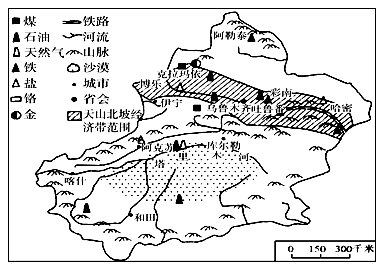 煤 铁路
石油 河流
天然气 山脉
铁 沙漠
盐 城市
铬 省会
金 天山北坡经
济带范围
阿勒泰
克拉玛依
博乐
伊宁
彩南
乌鲁木齐
吐鲁番
哈密
阿克苏
库尔勒
塔
里
木
河
喀什
和田
0 150 300千米